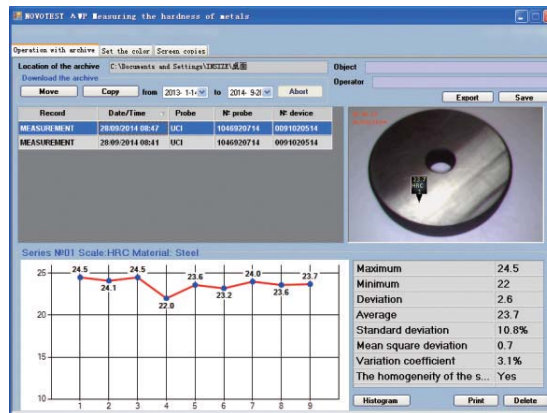 NOVOTEST АРМ Measuring the hardness of metals
Operation with archive Set the color Screen copies
Location of the archive C:\Documents and Settings\INSIZE\桌面 Object
Download the archive Operator
Move Copy from 2013- 1-14 to 2014- 9-28 Abort Export Save
Record Date/Time Probe № probe № device
MEASUREMENT 28/09/2014 08:47 UCI 1046920714 0091020514
MEASUREMENT 28/09/2014 08:41 UCI 1046920714 0091020514
23.7
HRC
Series №01 Scale:HRC Material: Steel
25 24.5 24.1 24.5 22.0 23.6 23.2 24.0 23.6 23.7
20
15
10
1 2 3 4 5 6 7 8 9
Maximum 24.5
Minimum 22
Deviation 2.6
Average 23.7
Standard deviation 10.8%
Mean square deviation 0.7
Variation coefficient 3.1%
The homogeneity of the s... Yes
Histogram Print Delete